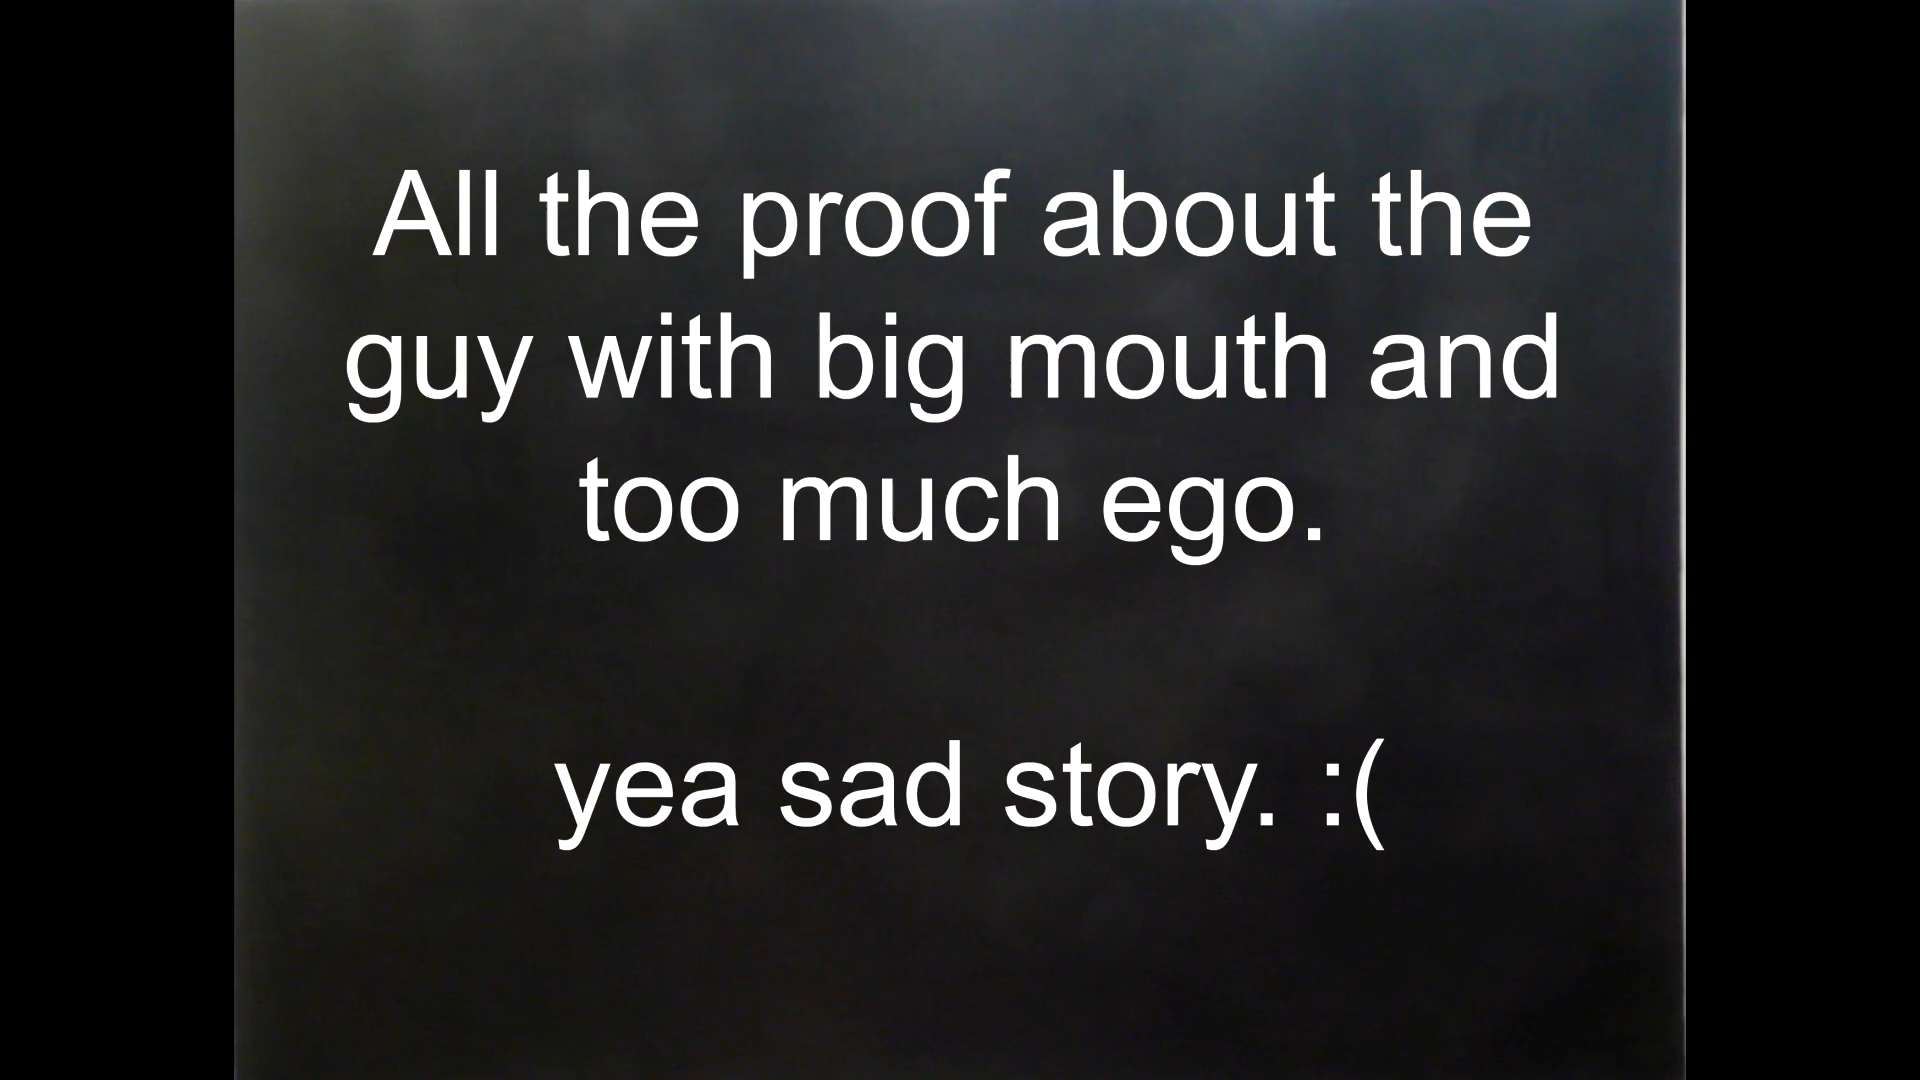 All the proof about the
guy with big mouth and
too much ego.
yea sad story. :(